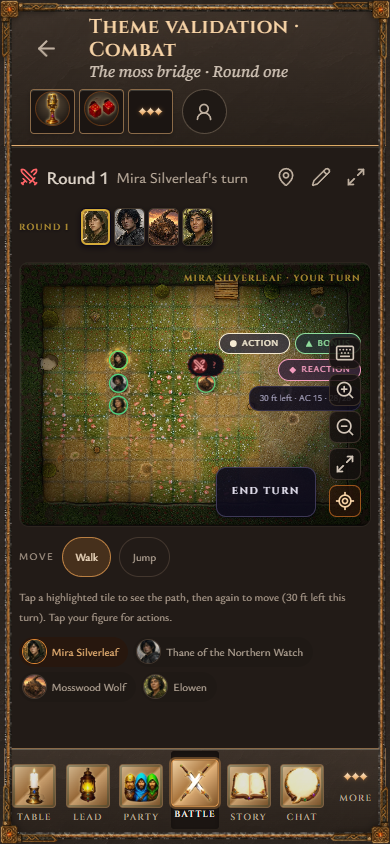 Theme validation ·
Combat
The moss bridge · Round one
Round 1 Mira Silverleaf's turn
ROUND 1
MIRA SILVERLEAF · YOUR TURN
ACTION
REACTION
30 ft left · AC 15 ·
END TURN
MOVE Walk Jump
Tap a highlighted tile to see the path, then again to move (30 ft left this
turn). Tap your figure for actions.
Mira Silverleaf Thane of the Northern Watch
Mosswood Wolf Elowen
TABLE LEAD PARTY BATTLE STORY CHAT MORE